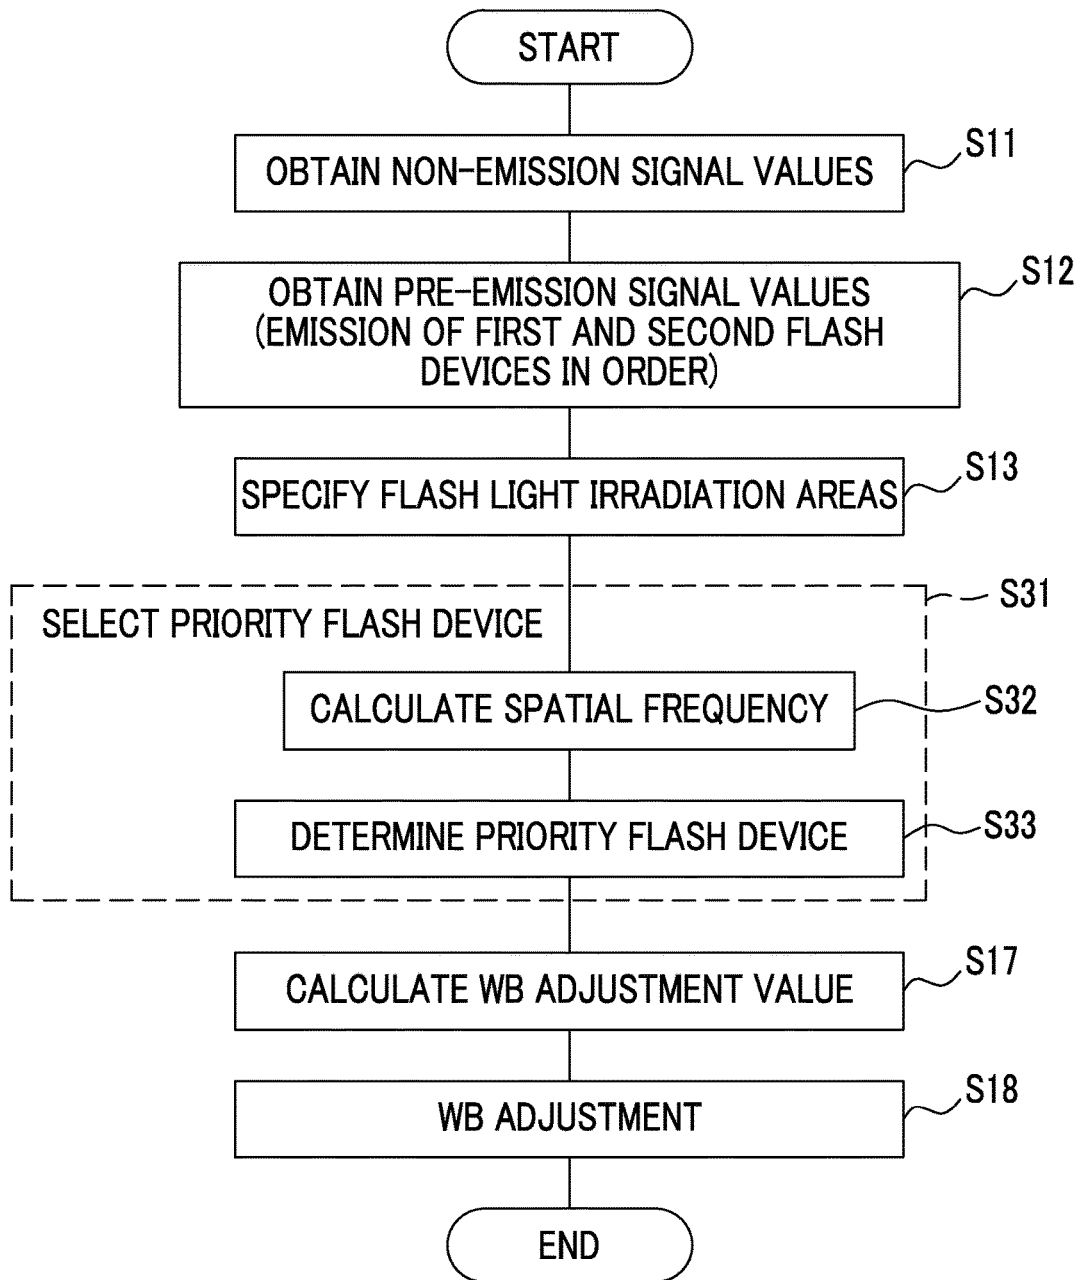 START
OBTAIN NON-EMISSION SIGNAL VALUES
S11
OBTAIN PRE-EMISSION SIGNAL VALUES
(EMISSION OF FIRST AND SECOND FLASH
DEVICES IN ORDER)
S12
SPECIFY FLASH LIGHT IRRADIATION AREAS
S13
SELECT PRIORITY FLASH DEVICE
S31
CALCULATE SPATIAL FREQUENCY
S32
DETERMINE PRIORITY FLASH DEVICE
S33
CALCULATE WB ADJUSTMENT VALUE
S17
WB ADJUSTMENT
S18
END